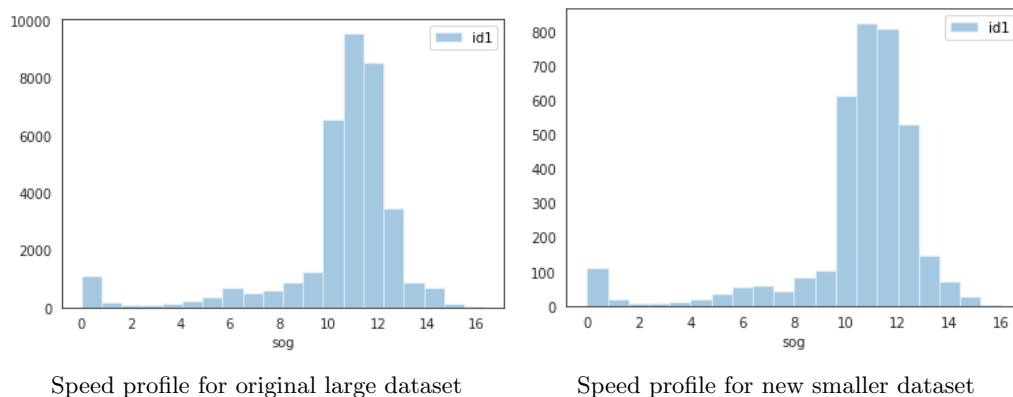 10000
8000
6000
4000
2000
0
id1
0 2 4 6 8 10 12 14 16
sog
Speed profile for original large dataset
800
700
600
500
400
300
200
100
0
id1
0 2 4 6 8 10 12 14 16
sog
Speed profile for new smaller dataset